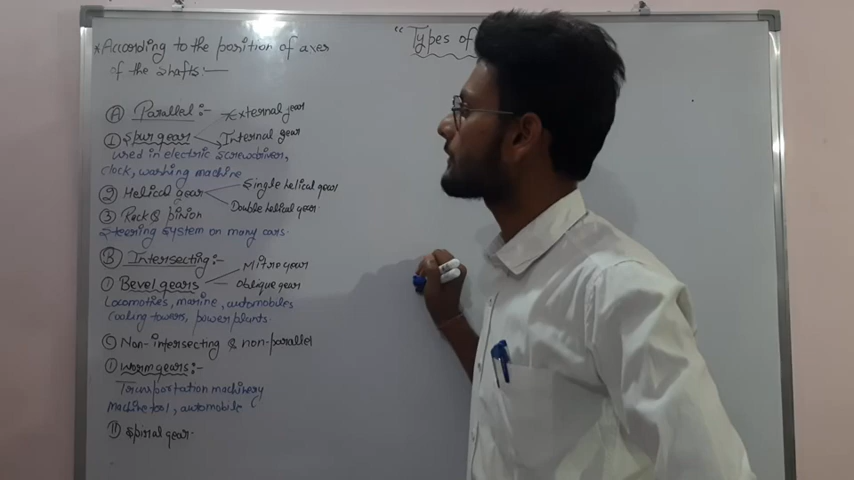 "Types of
*According to the position of axes
of the shafts:—
Ⓐ Parallel:-
External gear
① Spur gear
Internal gear
used in electric screwdriver,
clock, washing machine
② Helical gear
Single helical gear
Double helical gear
③ Rack & pinion
Steering System on many cars
Ⓑ Intersecting:-
Mitre gear
① Bevel gears
Oblique gear
Locomotives, marine, automobiles
Cooling towers, power plants
Ⓒ Non-intersecting & non-parallel
① worm gears:-
Transportation machinery
Machine tool, automobile
Ⓘ Spiral gear